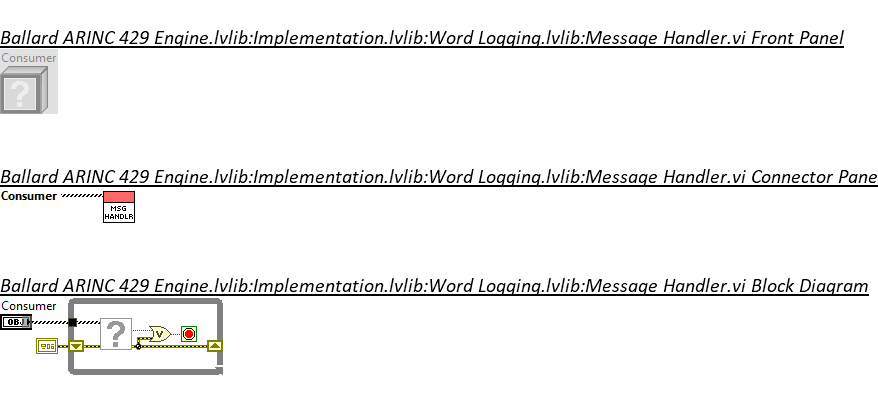 Ballard ARINC 429 Engine.lvlib:Implementation.lvlib:Word Logging.lvlib:Message Handler.vi Front Panel
Consumer
?
Ballard ARINC 429 Engine.lvlib:Implementation.lvlib:Word Logging.lvlib:Message Handler.vi Connector Pane
Consumer
MSG
HANDLR
Ballard ARINC 429 Engine.lvlib:Implementation.lvlib:Word Logging.lvlib:Message Handler.vi Block Diagram
Consumer
OBJ
?
V